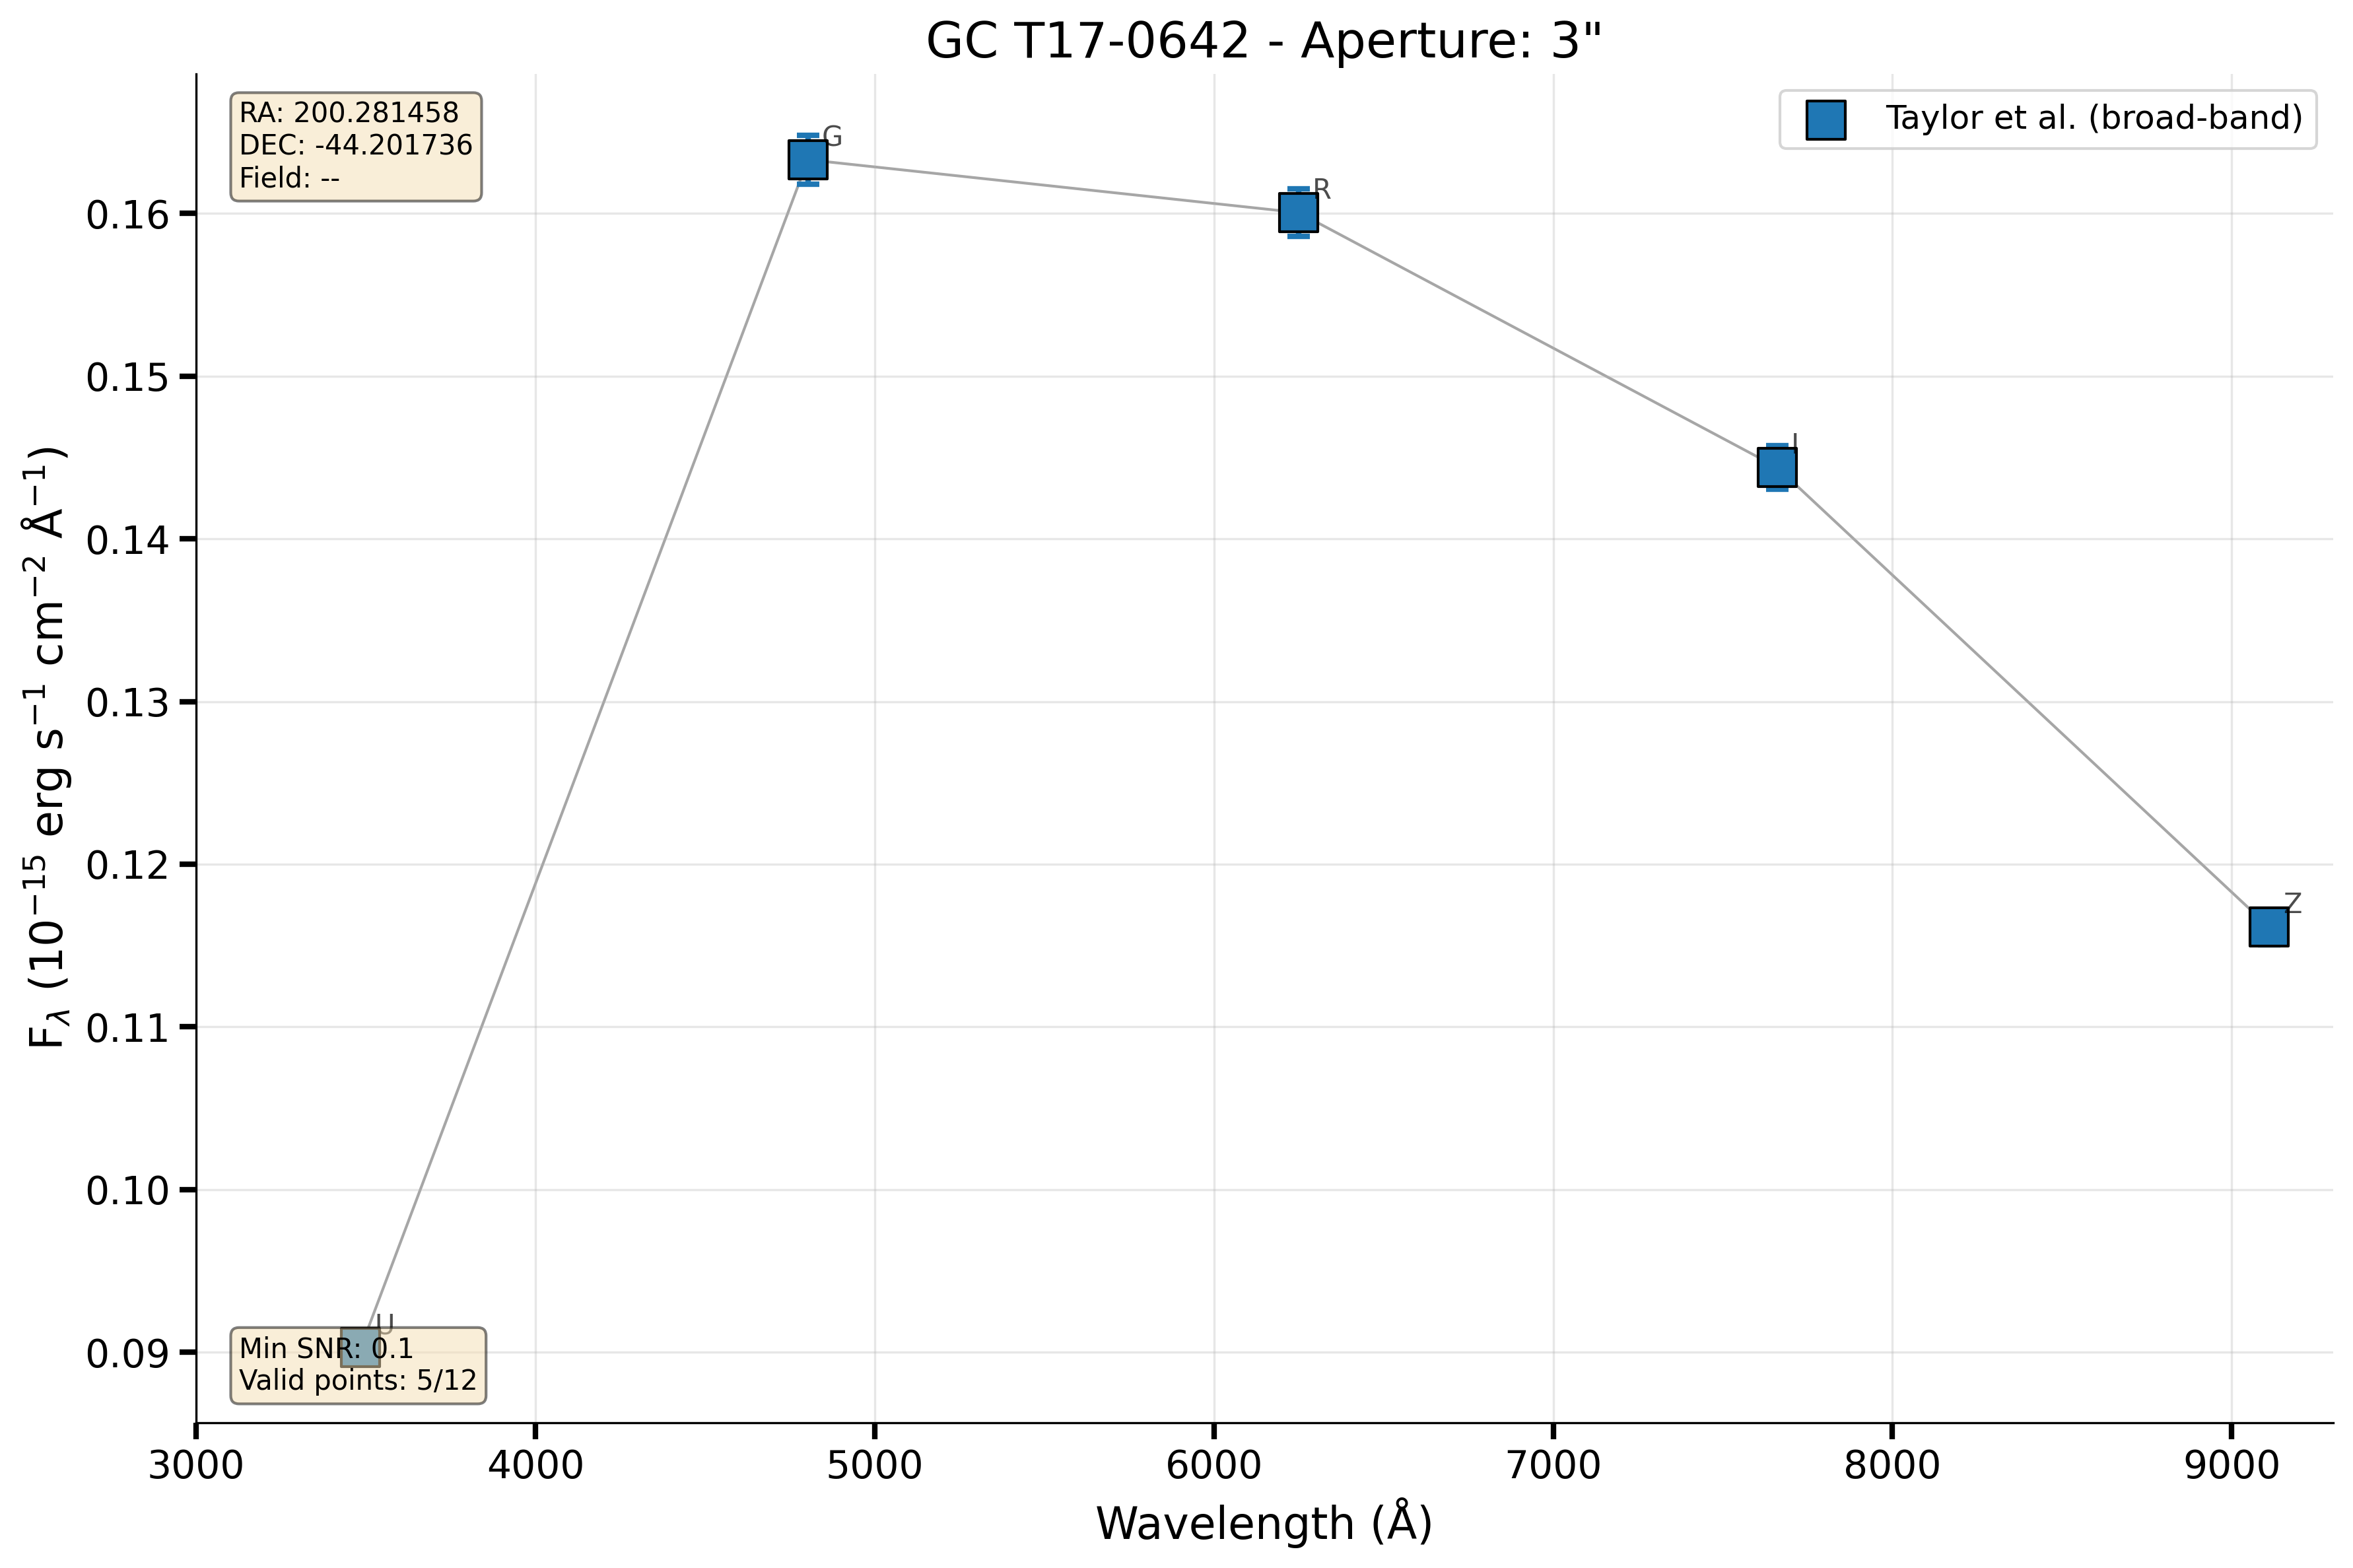 GC T17-0642 - Aperture: 3"
RA: 200.281458
DEC: -44.201736
Field: --
Taylor et al. (broad-band)
G
R
I
Z
U
Min SNR: 0.1
Valid points: 5/12
0.16
0.15
0.14
0.13
0.12
0.11
0.10
0.09
F_λ (10⁻¹⁵ erg s⁻¹ cm⁻² Å⁻¹)
3000 4000 5000 6000 7000 8000 9000
Wavelength (Å)